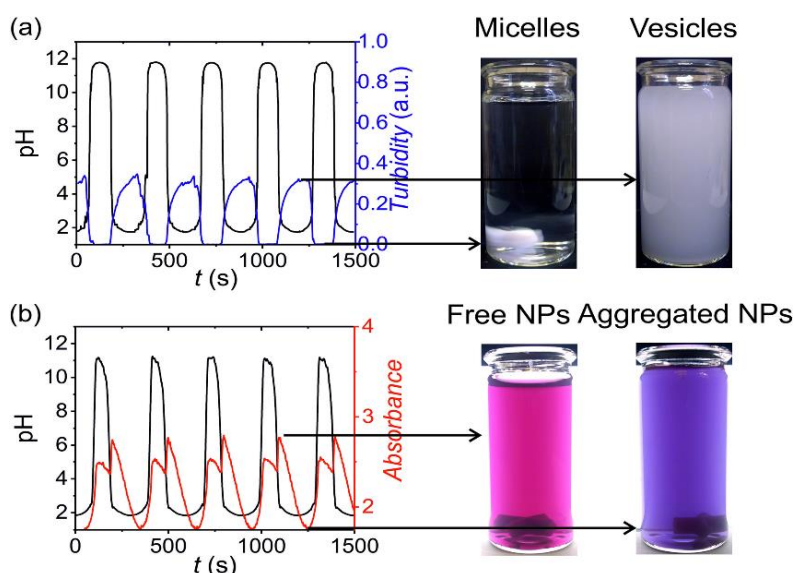 (a)
Micelles
Vesicles
12
10
8
6
4
2
pH
1.0
0.8
0.6
0.4
0.2
0.0
Turbidity (a.u.)
0
500
1000
1500
t (s)
(b)
Free NPs
Aggregated NPs
12
10
8
6
4
2
pH
4
3
2
Absorbance
0
500
1000
1500
t (s)